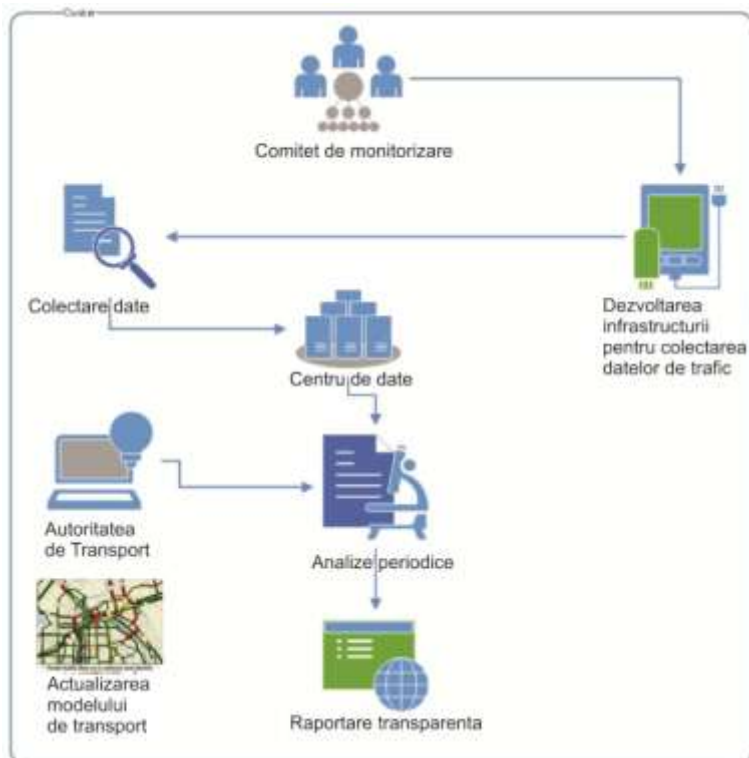 Comitet de monitorizare
Colectare date
Dezvoltarea
infrastructurii
pentru colectarea
datelor de trafic
Centru de date
Autoritatea
de Transport
Analize periodice
Actualizarea
modelului
de transport
Raportare transparenta